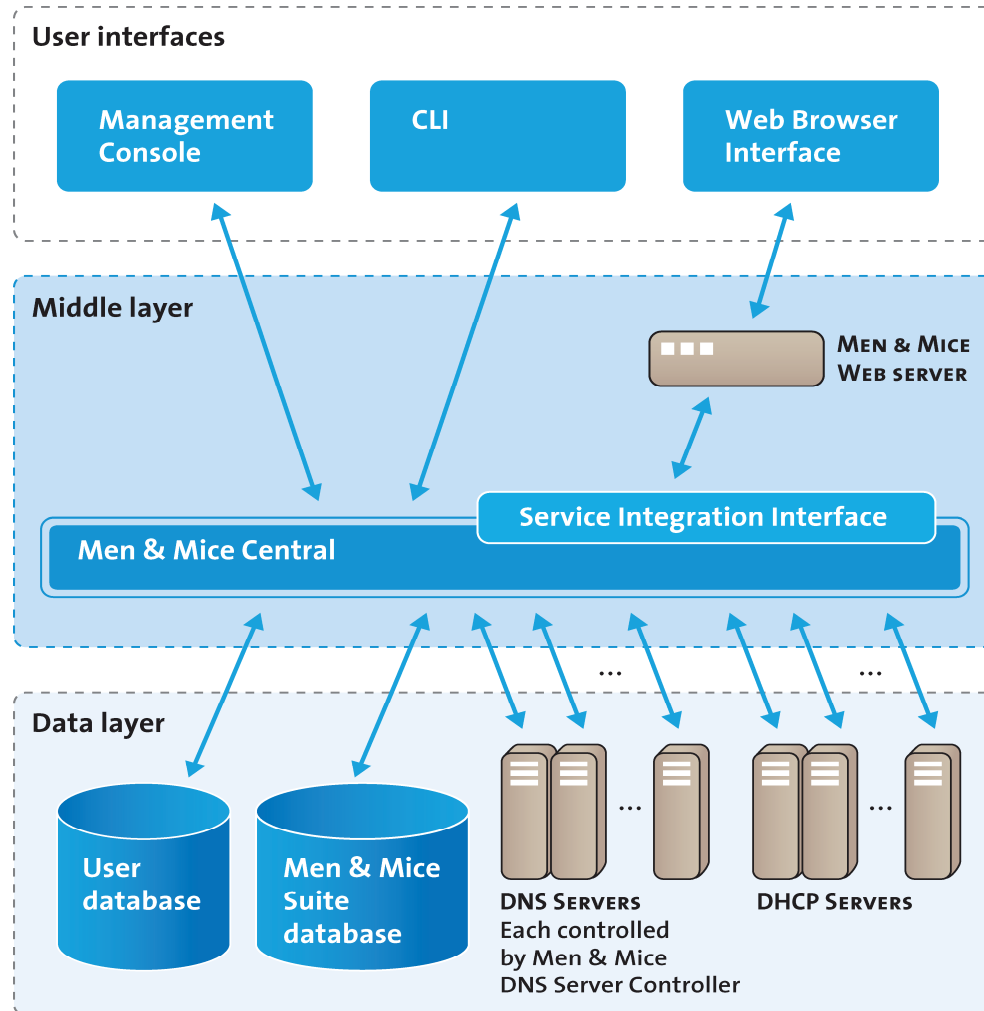 User interfaces
Management
Console
CLI
Web Browser
Interface
Middle layer
MEN & MICE
WEB SERVER
Service Integration Interface
Men & Mice Central
...
...
Data layer
...
...
User
database
Men & Mice
Suite
database
DNS SERVERS
Each controlled
by Men & Mice
DNS Server Controller
DHCP SERVERS